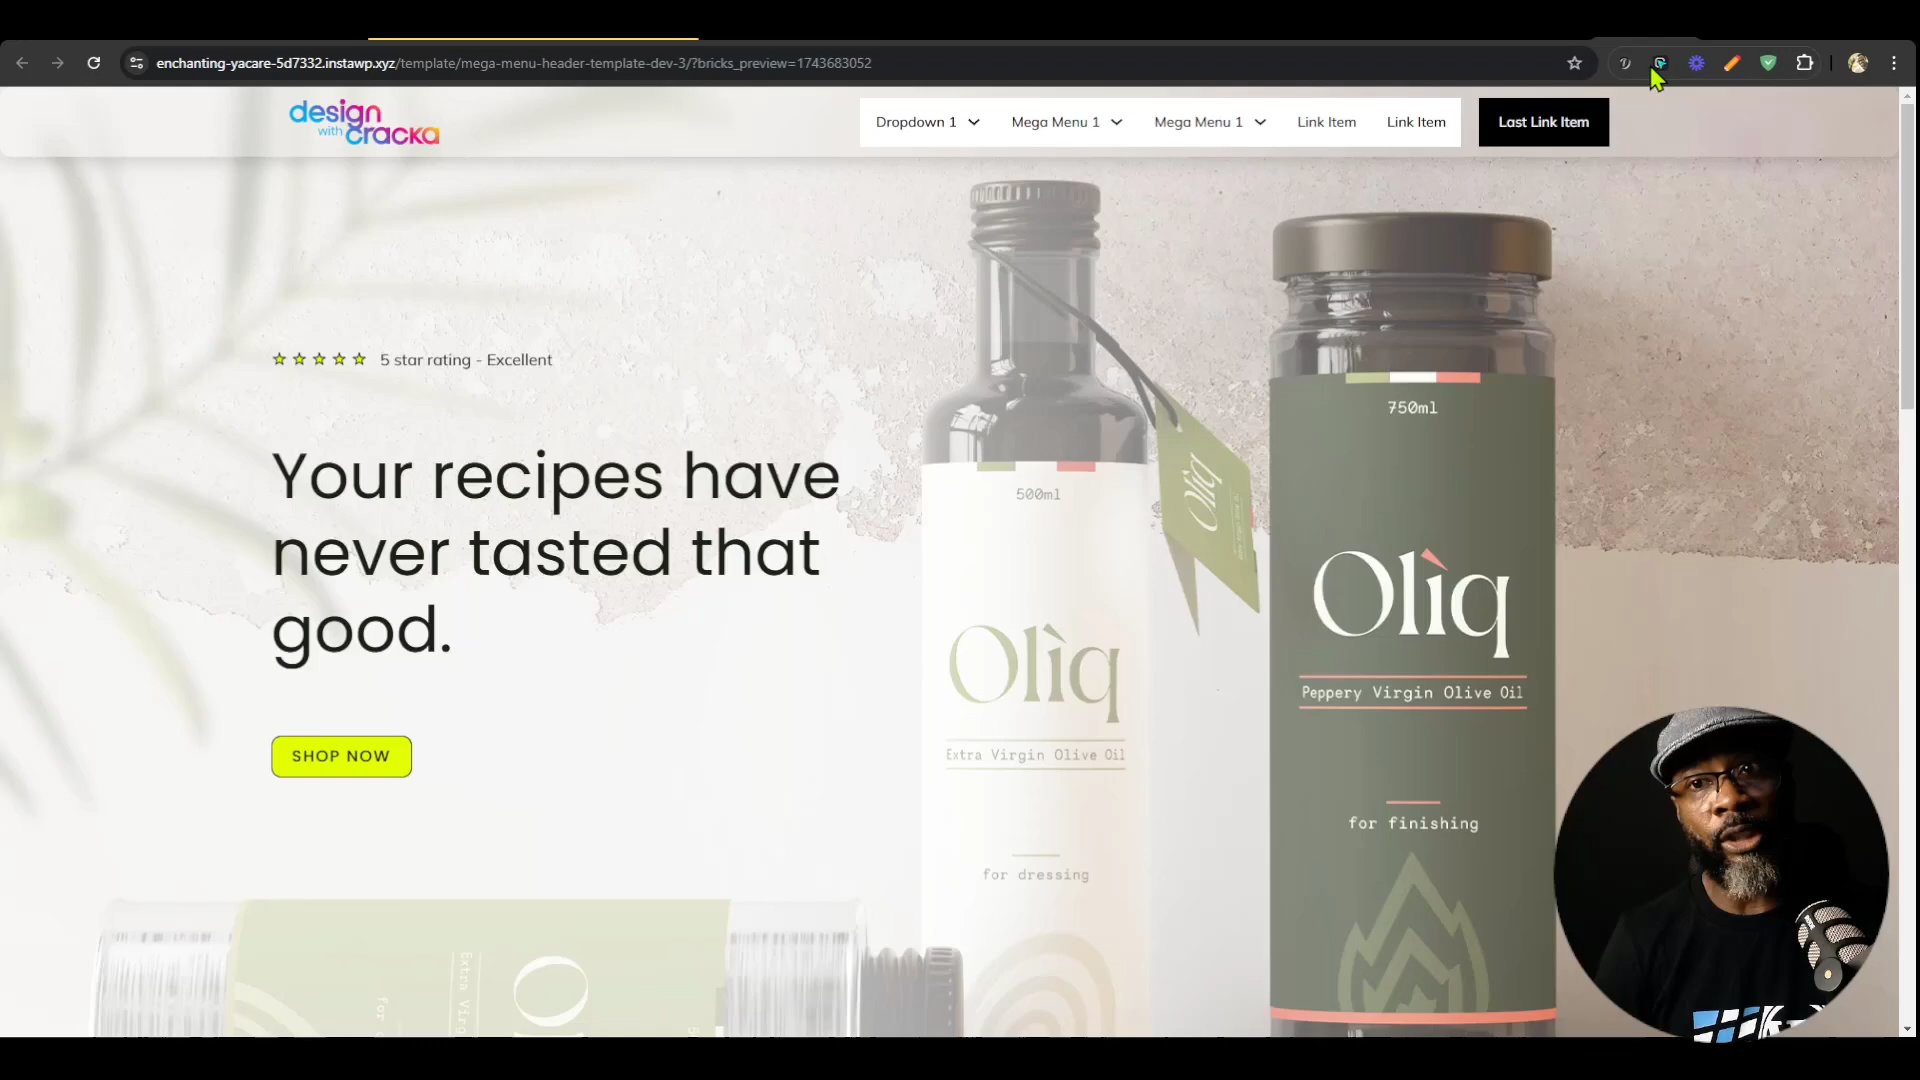 enchanting-yacare-5d7332.instawp.xyz/template/mega-menu-header-template-dev-3/?bricks_preview=1743683052
design
with cracka
Dropdown 1
Mega Menu 1
Mega Menu 1
Link Item
Link Item
Last Link Item
5 star rating - Excellent
Your recipes have
never tasted that
good.
SHOP NOW
500ml
Olìq
Extra Virgin Olive Oil
for dressing
Olìq
750ml
Olìq
Peppery Virgin Olive Oil
for finishing